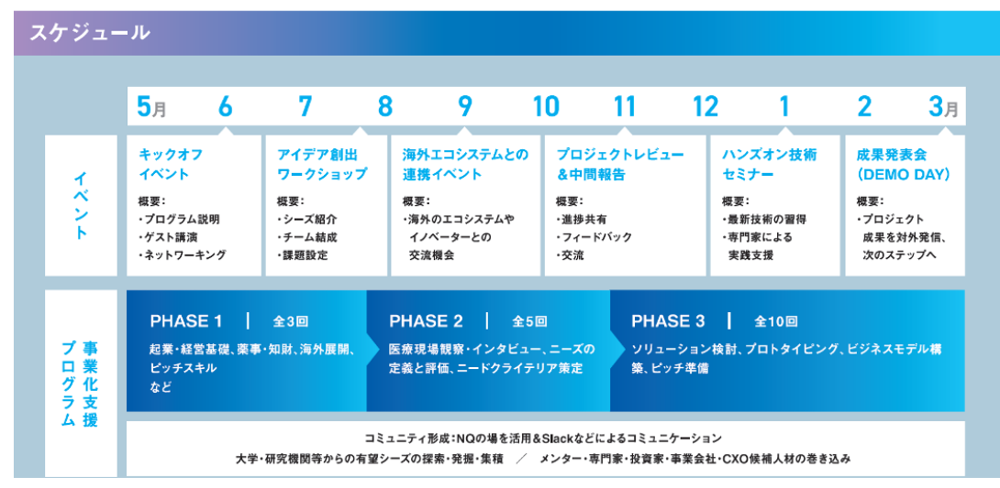 スケジュール
5月 6 7 8 9 10 11 12 1 2 3月
イベント
キックオフ
イベント
概要:
・プログラム説明
・ゲスト講演
・ネットワーキング
アイデア創出
ワークショップ
概要:
・シーズ紹介
・チーム結成
・課題設定
海外エコシステムとの
連携イベント
概要:
・海外のエコシステムや
イノベーターとの
交流機会
プロジェクトレビュー
&中間報告
概要:
・進捗共有
・フィードバック
・交流
ハンズオン技術
セミナー
概要:
・最新技術の習得
・専門家による
実践支援
成果発表会
(DEMO DAY)
概要:
・プロジェクト
成果を対外発信、
次のステップへ
事業化支援
プログラム
PHASE 1 | 全3回
起業・経営基礎、薬事・知財、海外展開、
ピッチスキル
など
PHASE 2 | 全5回
医療現場観察・インタビュー、ニーズの
定義と評価、ニードクライテリア策定
PHASE 3 | 全10回
ソリューション検討、プロトタイピング、ビジネスモデル構
築、ピッチ準備
コミュニティ形成:NQの場を活用&Slackなどによるコミュニケーション
大学・研究機関等からの有望シーズの探索・発掘・集積 / メンター・専門家・投資家・事業会社・CXO候補人材の巻き込み